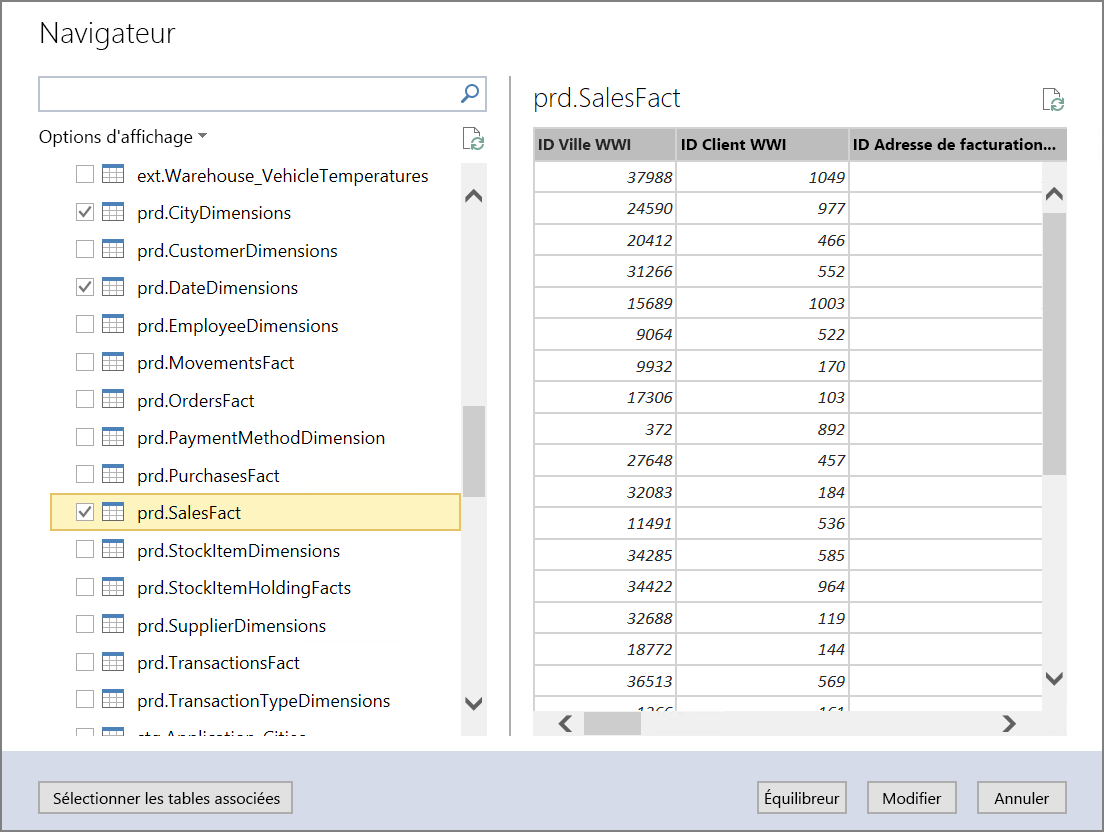 Navigateur
Options d'affichage
ext.Warehouse_VehicleTemperatures
prd.CityDimensions
prd.CustomerDimensions
prd.DateDimensions
prd.EmployeeDimensions
prd.MovementsFact
prd.OrdersFact
prd.PaymentMethodDimension
prd.PurchasesFact
prd.SalesFact
prd.StockItemDimensions
prd.StockItemHoldingFacts
prd.SupplierDimensions
prd.TransactionsFact
prd.TransactionTypeDimensions
prd.SalesFact
ID Ville WWI ID Client WWI ID Adresse de facturation...
37988 1049
24590 977
20412 466
31266 552
15689 1003
9064 522
9932 170
17306 103
372 892
27648 457
32083 184
11491 536
34285 585
34422 964
32688 119
18772 144
36513 569
Sélectionner les tables associées
Équilibreur Modifier Annuler